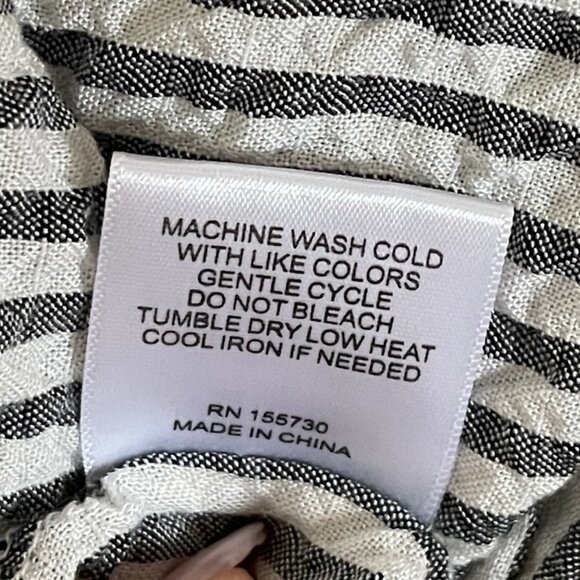 MACHINE WASH COLD
WITH LIKE COLORS
GENTLE CYCLE
DO NOT BLEACH
TUMBLE DRY LOW HEAT
COOL IRON IF NEEDED
RN 155730
MADE IN CHINA